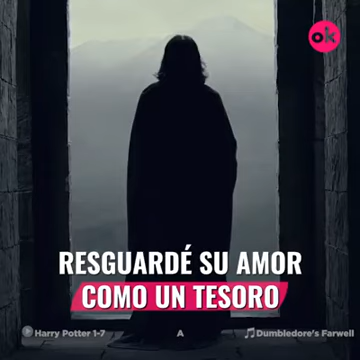 ok
RESGUARDÉ SU AMOR
COMO UN TESORO
Harry Potter 1-7
A
Dumbledore's Farwell